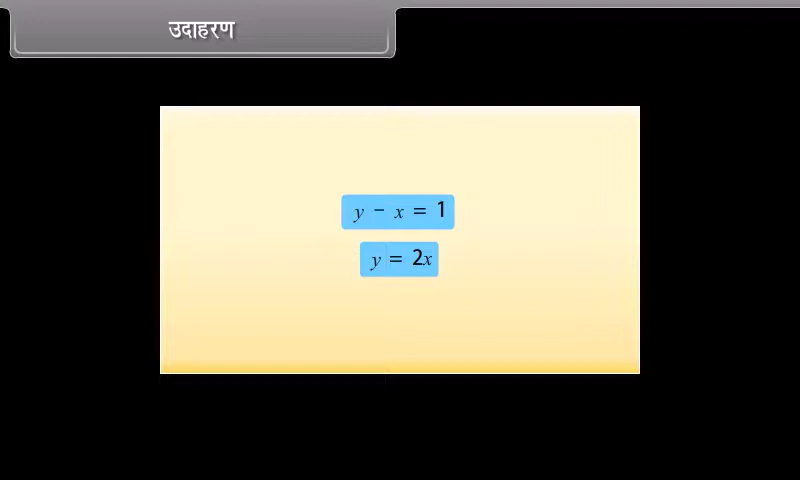 उदाहरण
y − x = 1
y = 2x